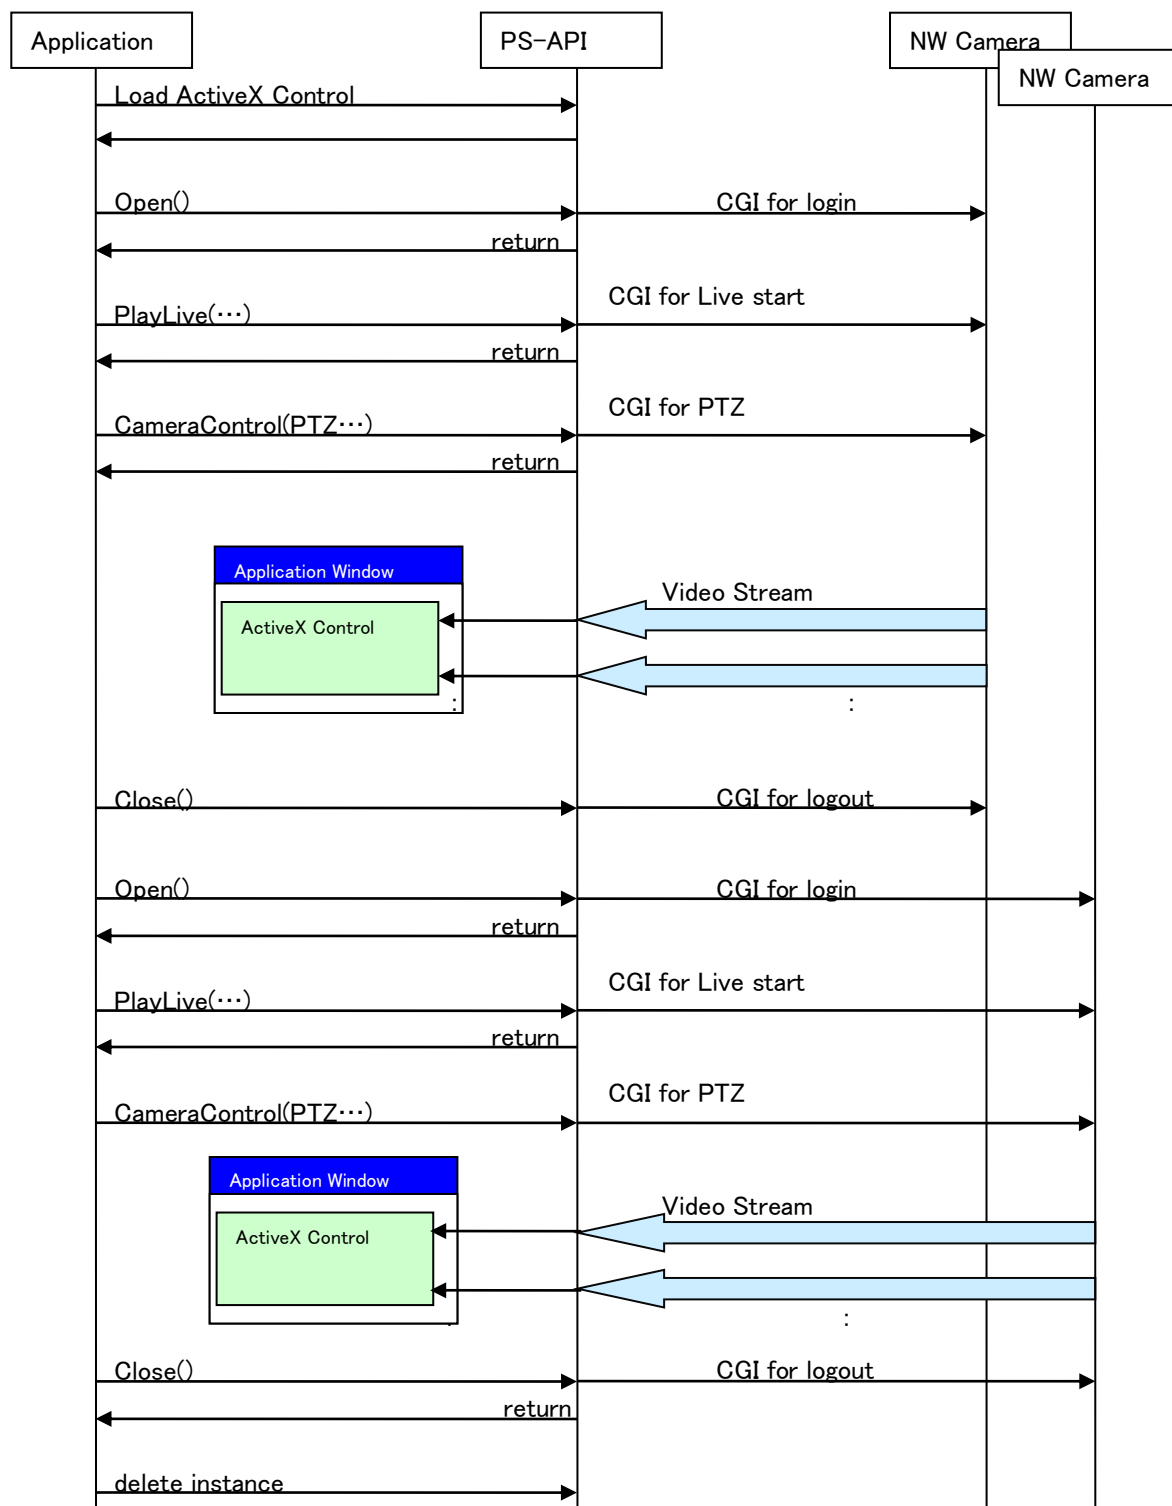 Application
PS-API
NW Camera
NW Camera
Load ActiveX Control
Open()
CGI for login
return
CGI for Live start
PlayLive(…)
return
CGI for PTZ
CameraControl(PTZ…)
return
Application Window
Video Stream
ActiveX Control
:
:
Close()
CGI for logout
Open()
CGI for login
return
CGI for Live start
PlayLive(…)
return
CGI for PTZ
CameraControl(PTZ…)
Application Window
Video Stream
ActiveX Control
:
:
Close()
CGI for logout
return
delete instance